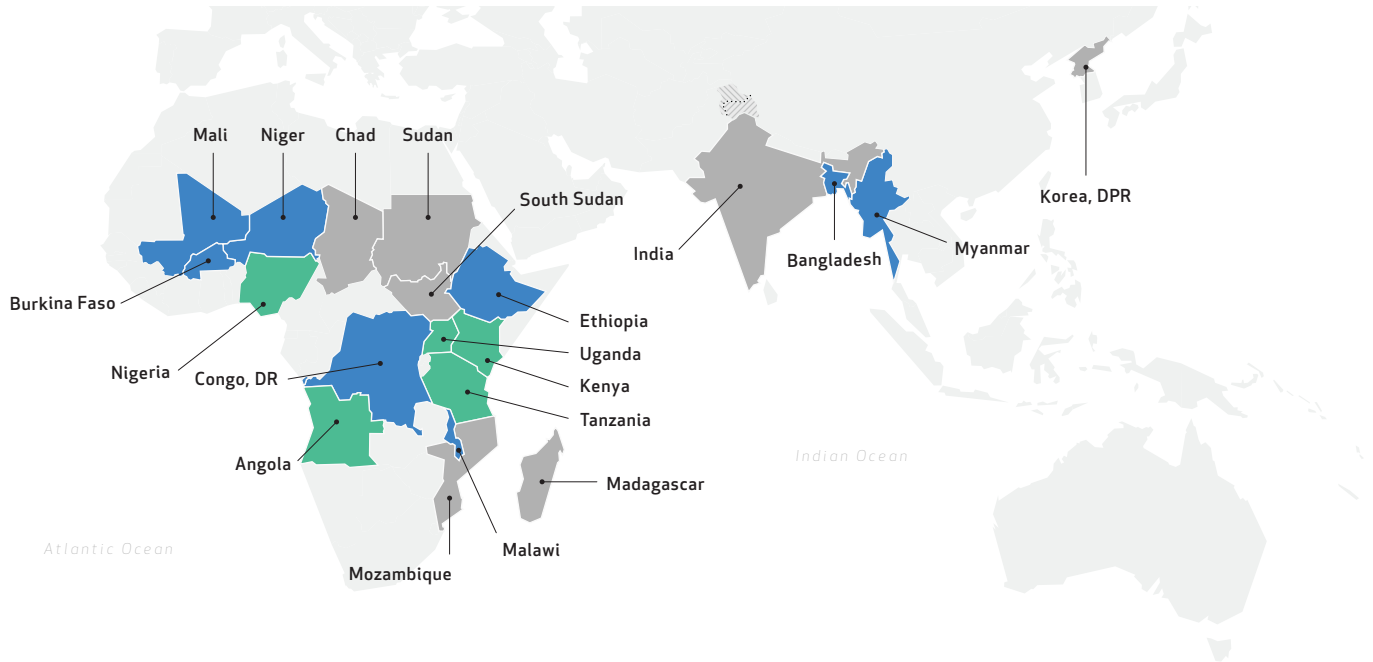 Mali
Niger
Chad
Sudan
South Sudan
Korea, DPR
India
Bangladesh
Myanmar
Burkina Faso
Ethiopia
Uganda
Nigeria
Congo, DR
Kenya
Tanzania
Angola
Indian Ocean
Madagascar
Atlantic Ocean
Malawi
Mozambique